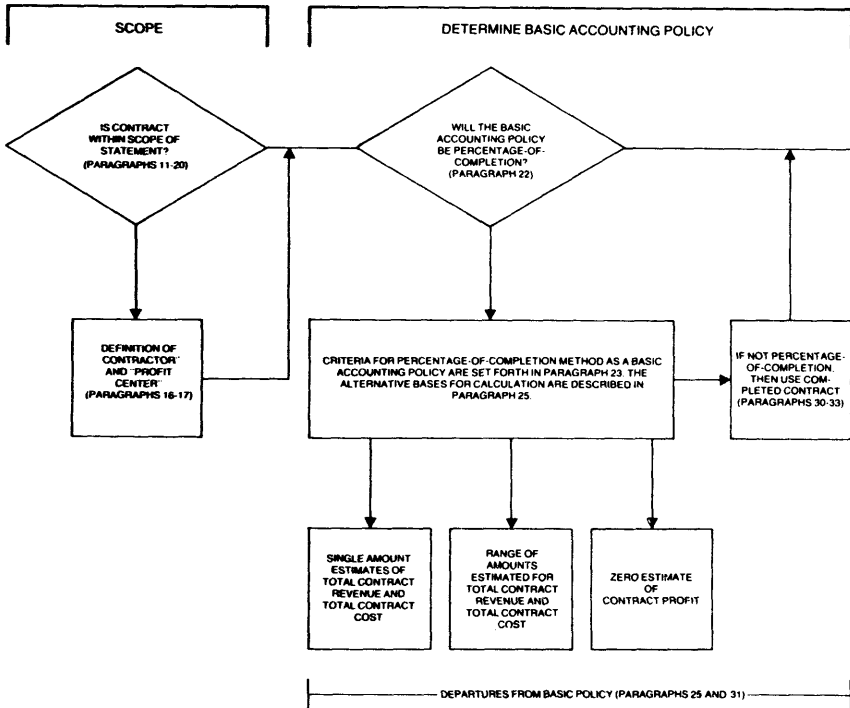 SCOPE
DETERMINE BASIC ACCOUNTING POLICY
IS CONTRACT
WITHIN SCOPE OF
STATEMENT?
(PARAGRAPHS 11-20)
WILL THE BASIC
ACCOUNTING POLICY
BE PERCENTAGE-OF-
COMPLETION?
(PARAGRAPH 22)
DEFINITION OF
CONTRACTOR"
AND "PROFIT
CENTER"
(PARAGRAPHS 16-17)
CRITERIA FOR PERCENTAGE-OF-COMPLETION METHOD AS A BASIC
ACCOUNTING POLICY ARE SET FORTH IN PARAGRAPH 23. THE
ALTERNATIVE BASES FOR CALCULATION ARE DESCRIBED IN
PARAGRAPH 25.
IF NOT PERCENTAGE-
OF-COMPLETION.
THEN USE COM-
PLETED CONTRACT
(PARAGRAPHS 30-33)
SINGLE AMOUNT
ESTIMATES OF
TOTAL CONTRACT
REVENUE AND
TOTAL CONTRACT
COST
RANGE OF
AMOUNTS
ESTIMATED FOR
TOTAL CONTRACT
REVENUE AND
TOTAL CONTRACT
COST
ZERO ESTIMATE
OF
CONTRACT PROFIT
DEPARTURES FROM BASIC POLICY (PARAGRAPHS 25 AND 31)